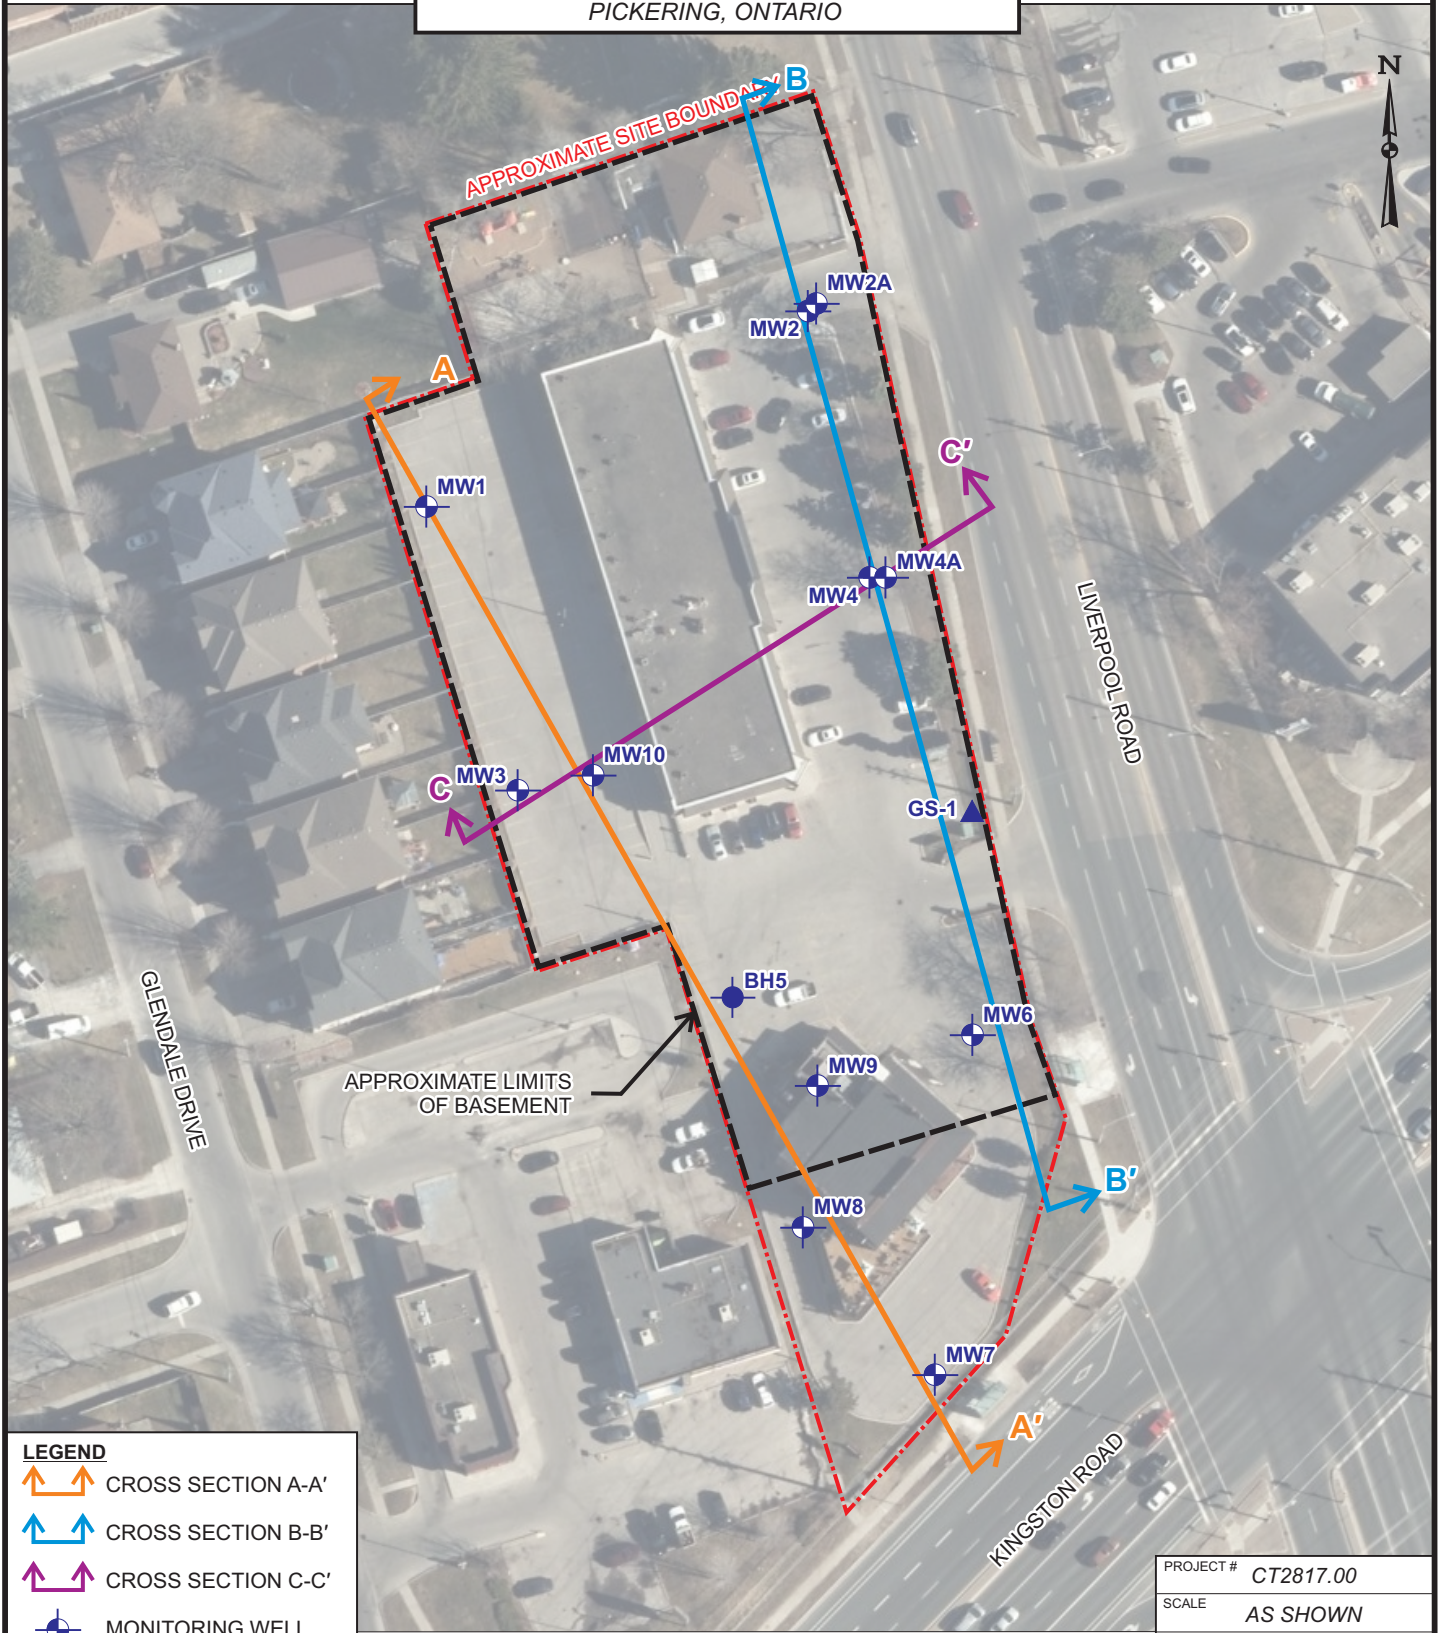 PICKERING, ONTARIO
N
B
APPROXIMATE SITE BOUNDARY
MW2A
MW2
A
C'
MW1
MW4A
MW4
LIVERPOOL ROAD
MW10
MW3
C
GS-1
BH5
GLENDALE DRIVE
MW6
MW9
APPROXIMATE LIMITS
OF BASEMENT
B'
MW8
MW7
A'
KINGSTON ROAD
LEGEND
CROSS SECTION A-A'
CROSS SECTION B-B'
CROSS SECTION C-C'
MONITORING WELL
PROJECT # CT2817.00
SCALE AS SHOWN